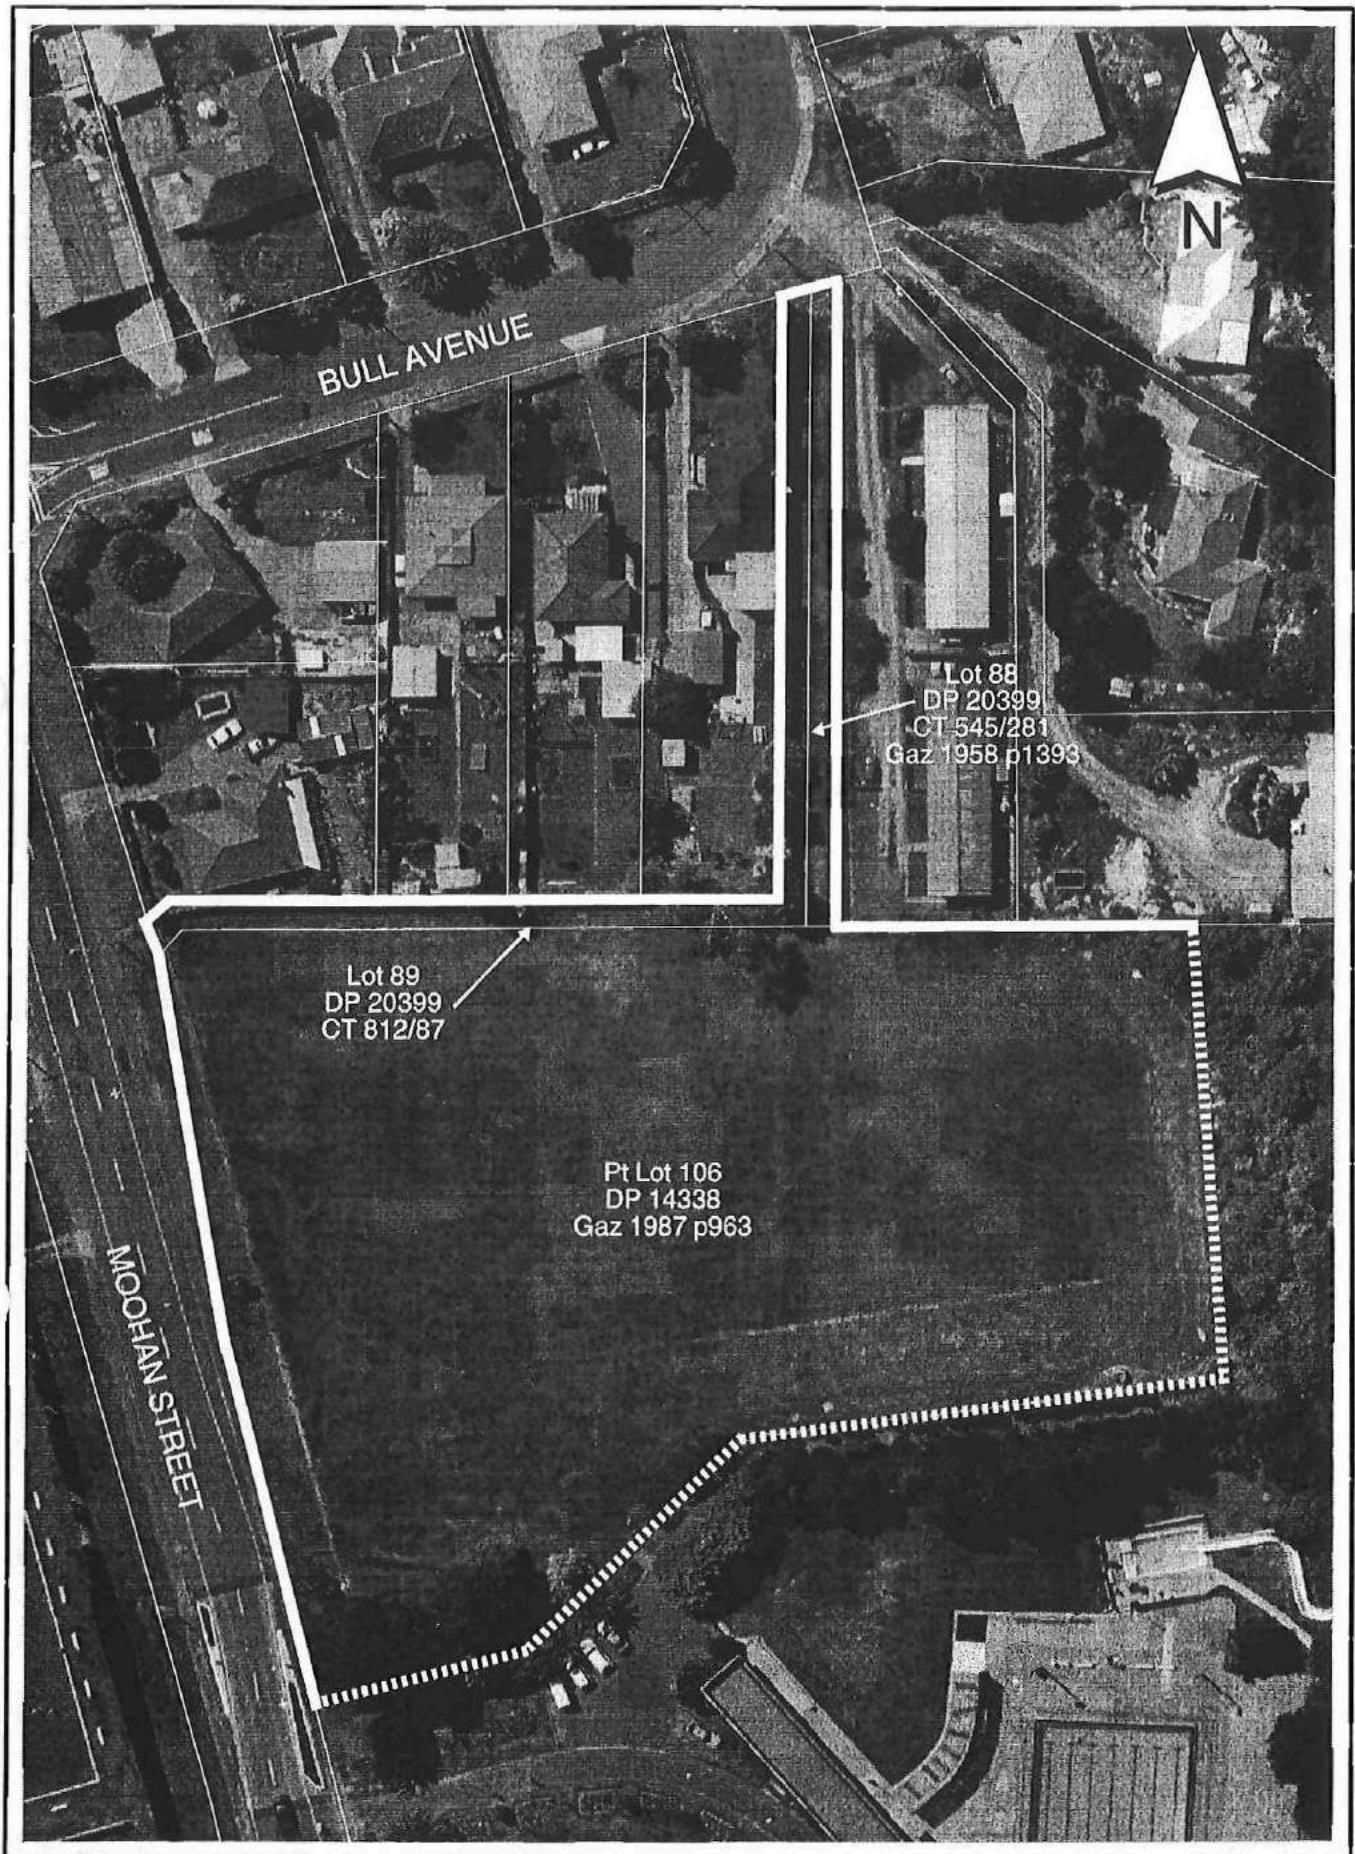 N
BULL AVENUE
Lot 88
DP 20399
CT 545/281
Gaz 1958 p1393
Lot 89
DP 20399
CT 812/87
Pt Lot 106
DP 14338
Gaz 1987 p963
MOOHAN STREET